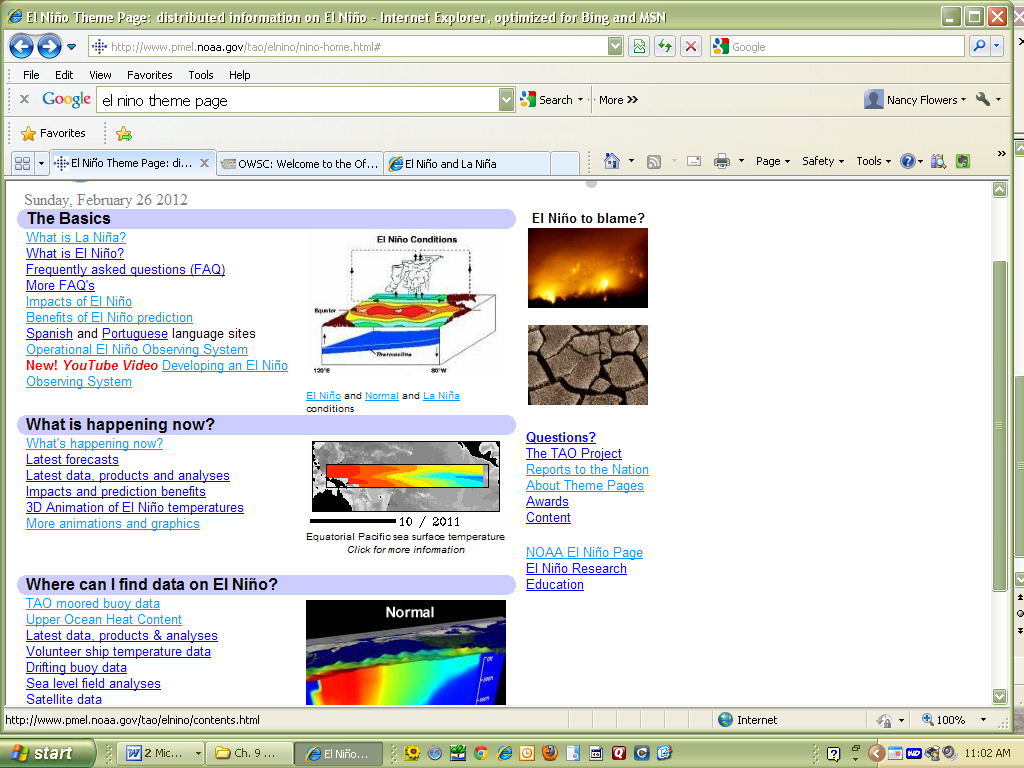 El Niño Theme Page: distributed information on El Niño - Internet Explorer, optimized for Bing and MSN
http://www.pmel.noaa.gov/tao/elnino/nino-home.html#
Google
File Edit View Favorites Tools Help
Google el nino theme page Search More >> Nancy Flowers
Favorites
El Niño Theme Page: di... OWSC: Welcome to the Of... El Niño and La Niña Page Safety Tools
Sunday, February 26 2012
The Basics
What is La Niña?
What is El Niño?
Frequently asked questions (FAQ)
More FAQ's
Impacts of El Niño
Benefits of El Niño prediction
Spanish and Portuguese language sites
Operational El Niño Observing System
New! YouTube Video Developing an El Niño
Observing System
El Niño Conditions
Equator
Thermocline
120°E 80°W
El Niño and Normal and La Niña
conditions
El Niño to blame?
What is happening now?
What's happening now?
Latest forecasts
Latest data, products and analyses
Impacts and prediction benefits
3D Animation of El Niño temperatures
More animations and graphics
10 / 2011
Equatorial Pacific sea surface temperature
Click for more information
Questions?
The TAO Project
Reports to the Nation
About Theme Pages
Awards
Content
NOAA El Niño Page
El Niño Research
Education
Where can I find data on El Niño?
TAO moored buoy data
Upper Ocean Heat Content
Latest data, products & analyses
Volunteer ship temperature data
Drifting buoy data
Sea level field analyses
Satellite data
Normal
http://www.pmel.noaa.gov/tao/elnino/contents.html Internet 100%
start 2 Mic... Ch. 9 ... El Niño... 11:02 AM